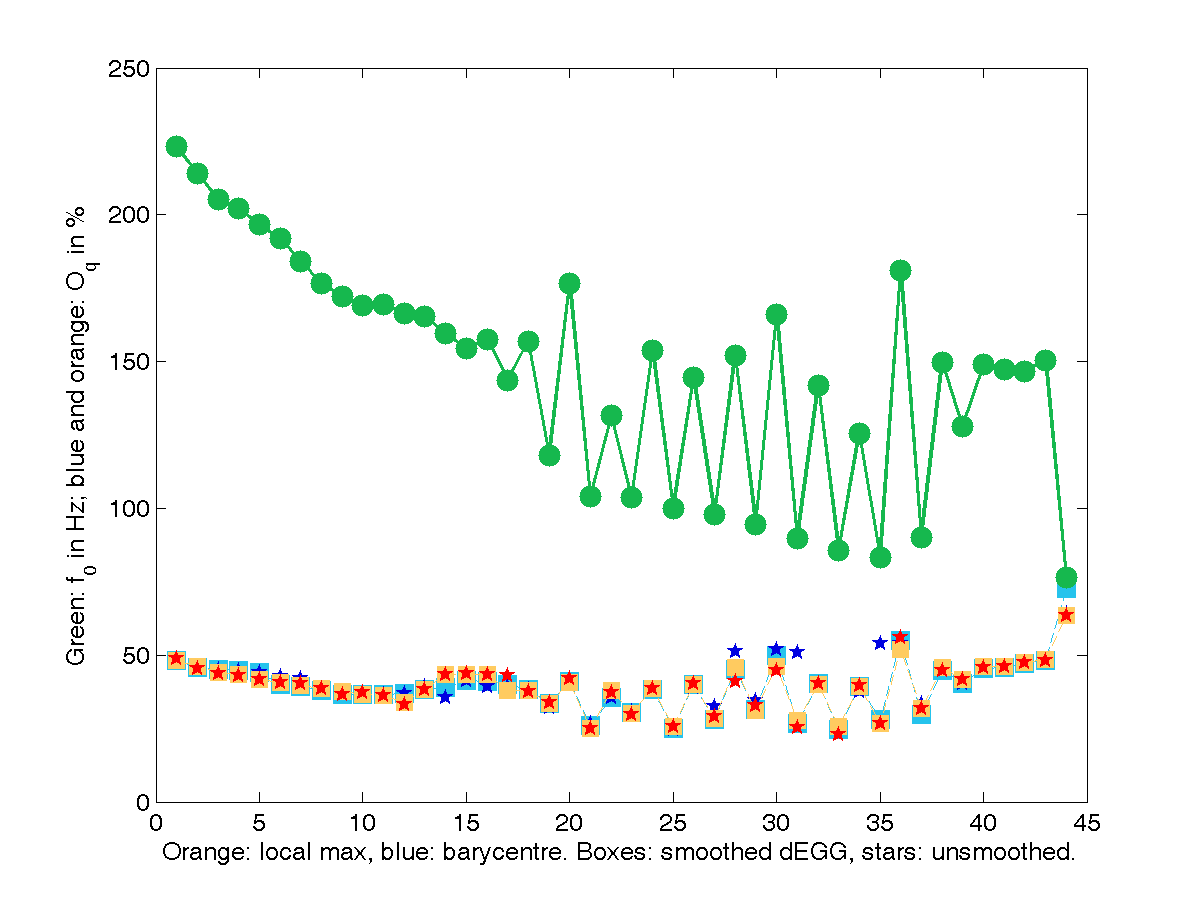 250
200
150
100
50
0
0 5 10 15 20 25 30 35 40 45
Green: f0 in Hz; blue and orange: Oq in %
Orange: local max, blue: barycentre. Boxes: smoothed dEGG, stars: unsmoothed.